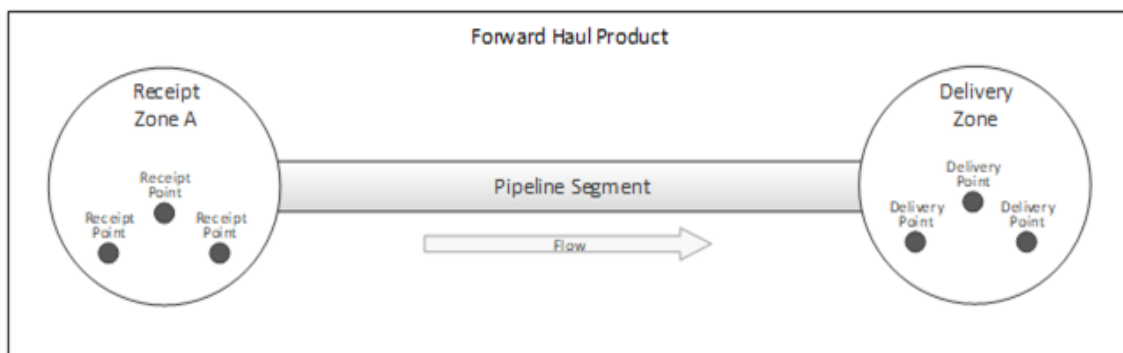 Forward Haul Product
Receipt
Zone A
Receipt
Point
Receipt
Point
Receipt
Point
Pipeline Segment
Flow
Delivery
Zone
Delivery
Point
Delivery
Point
Delivery
Point